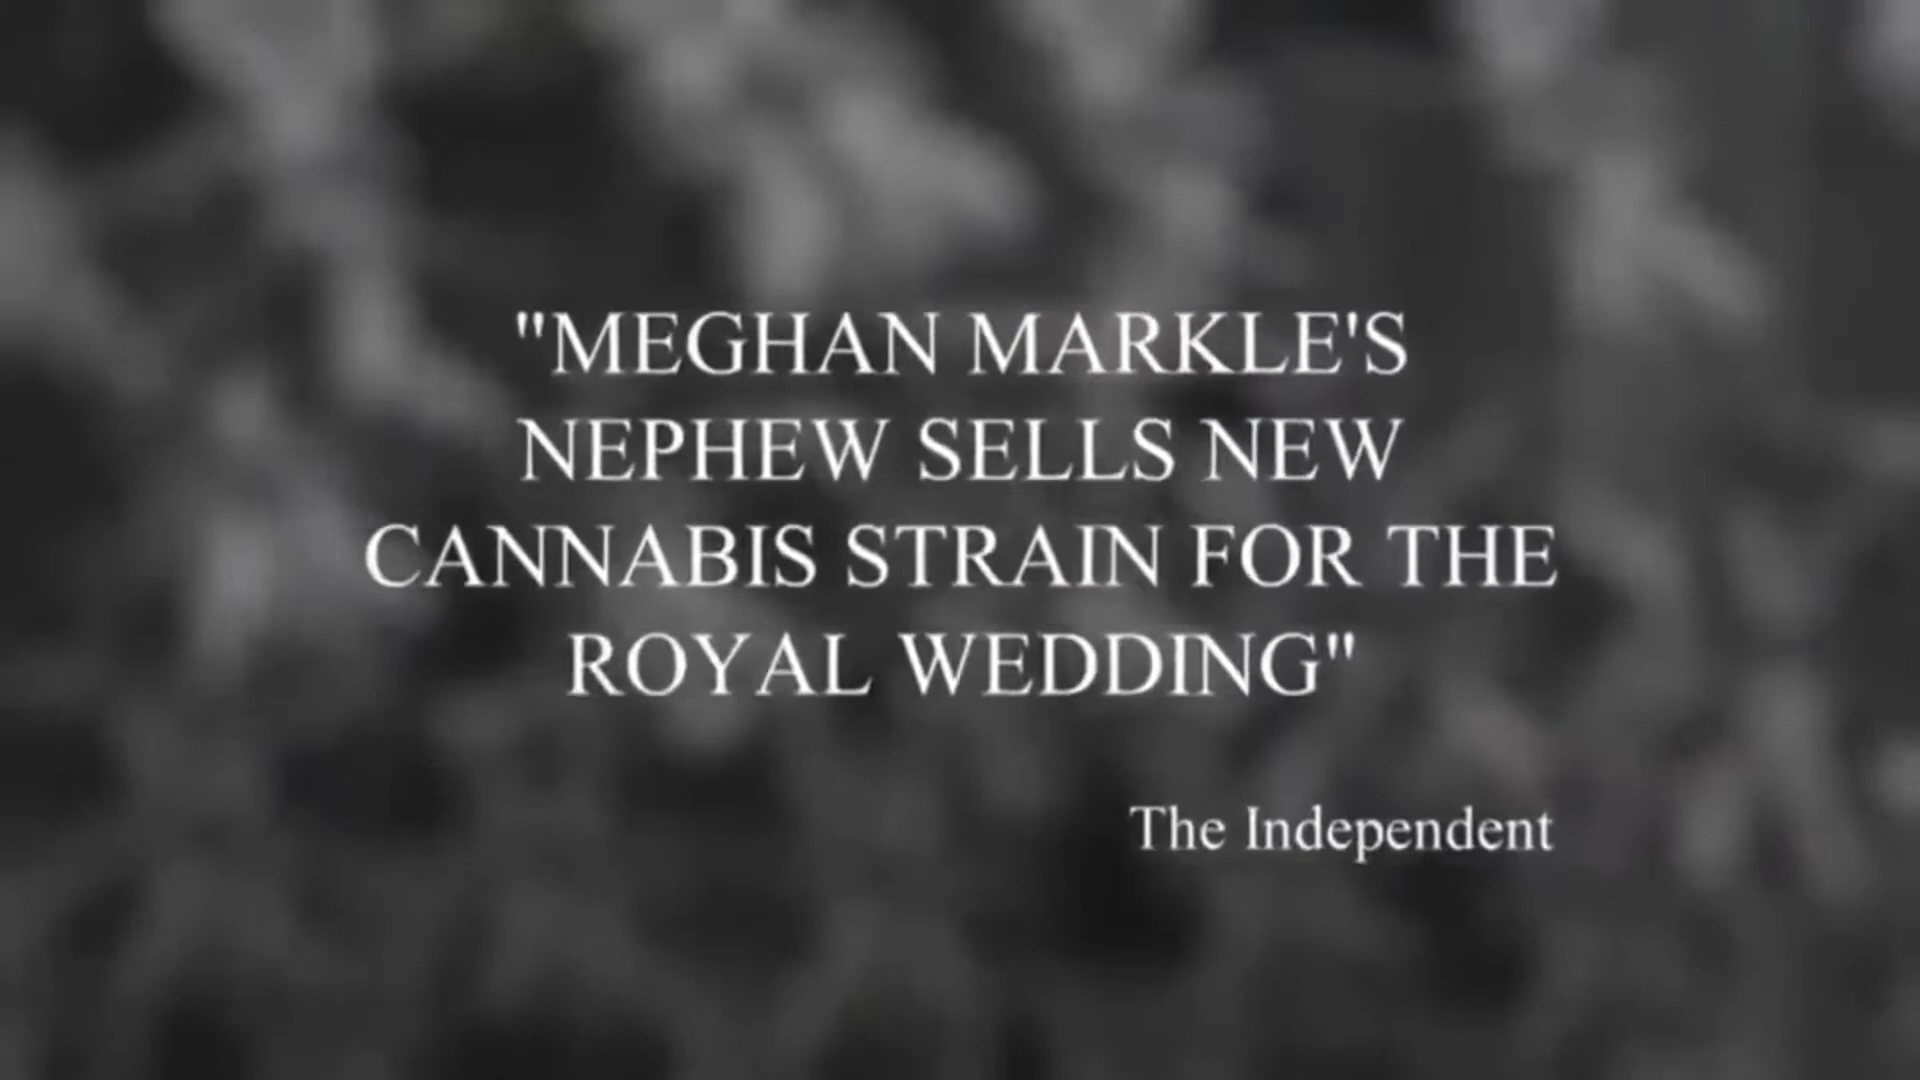 "MEGHAN MARKLE'S
NEPHEW SELLS NEW
CANNABIS STRAIN FOR THE
ROYAL WEDDING"
The Independent